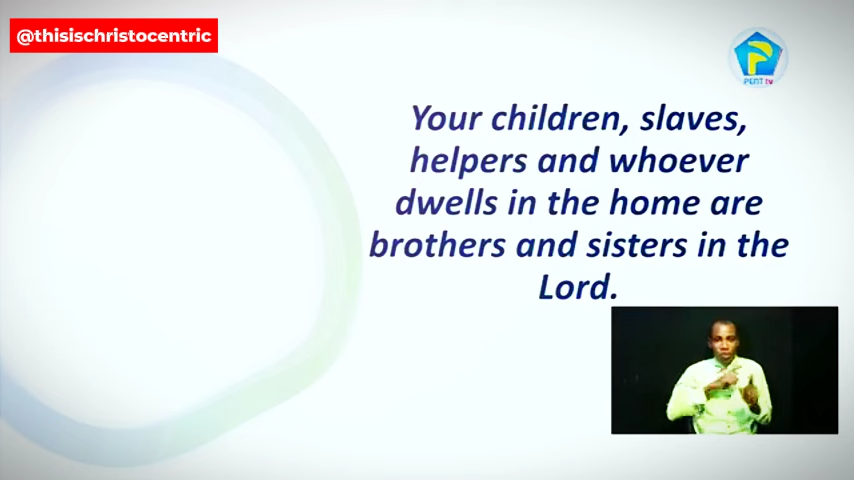 @thisischristocentric
PENT tv
Your children, slaves,
helpers and whoever
dwells in the home are
brothers and sisters in the
Lord.